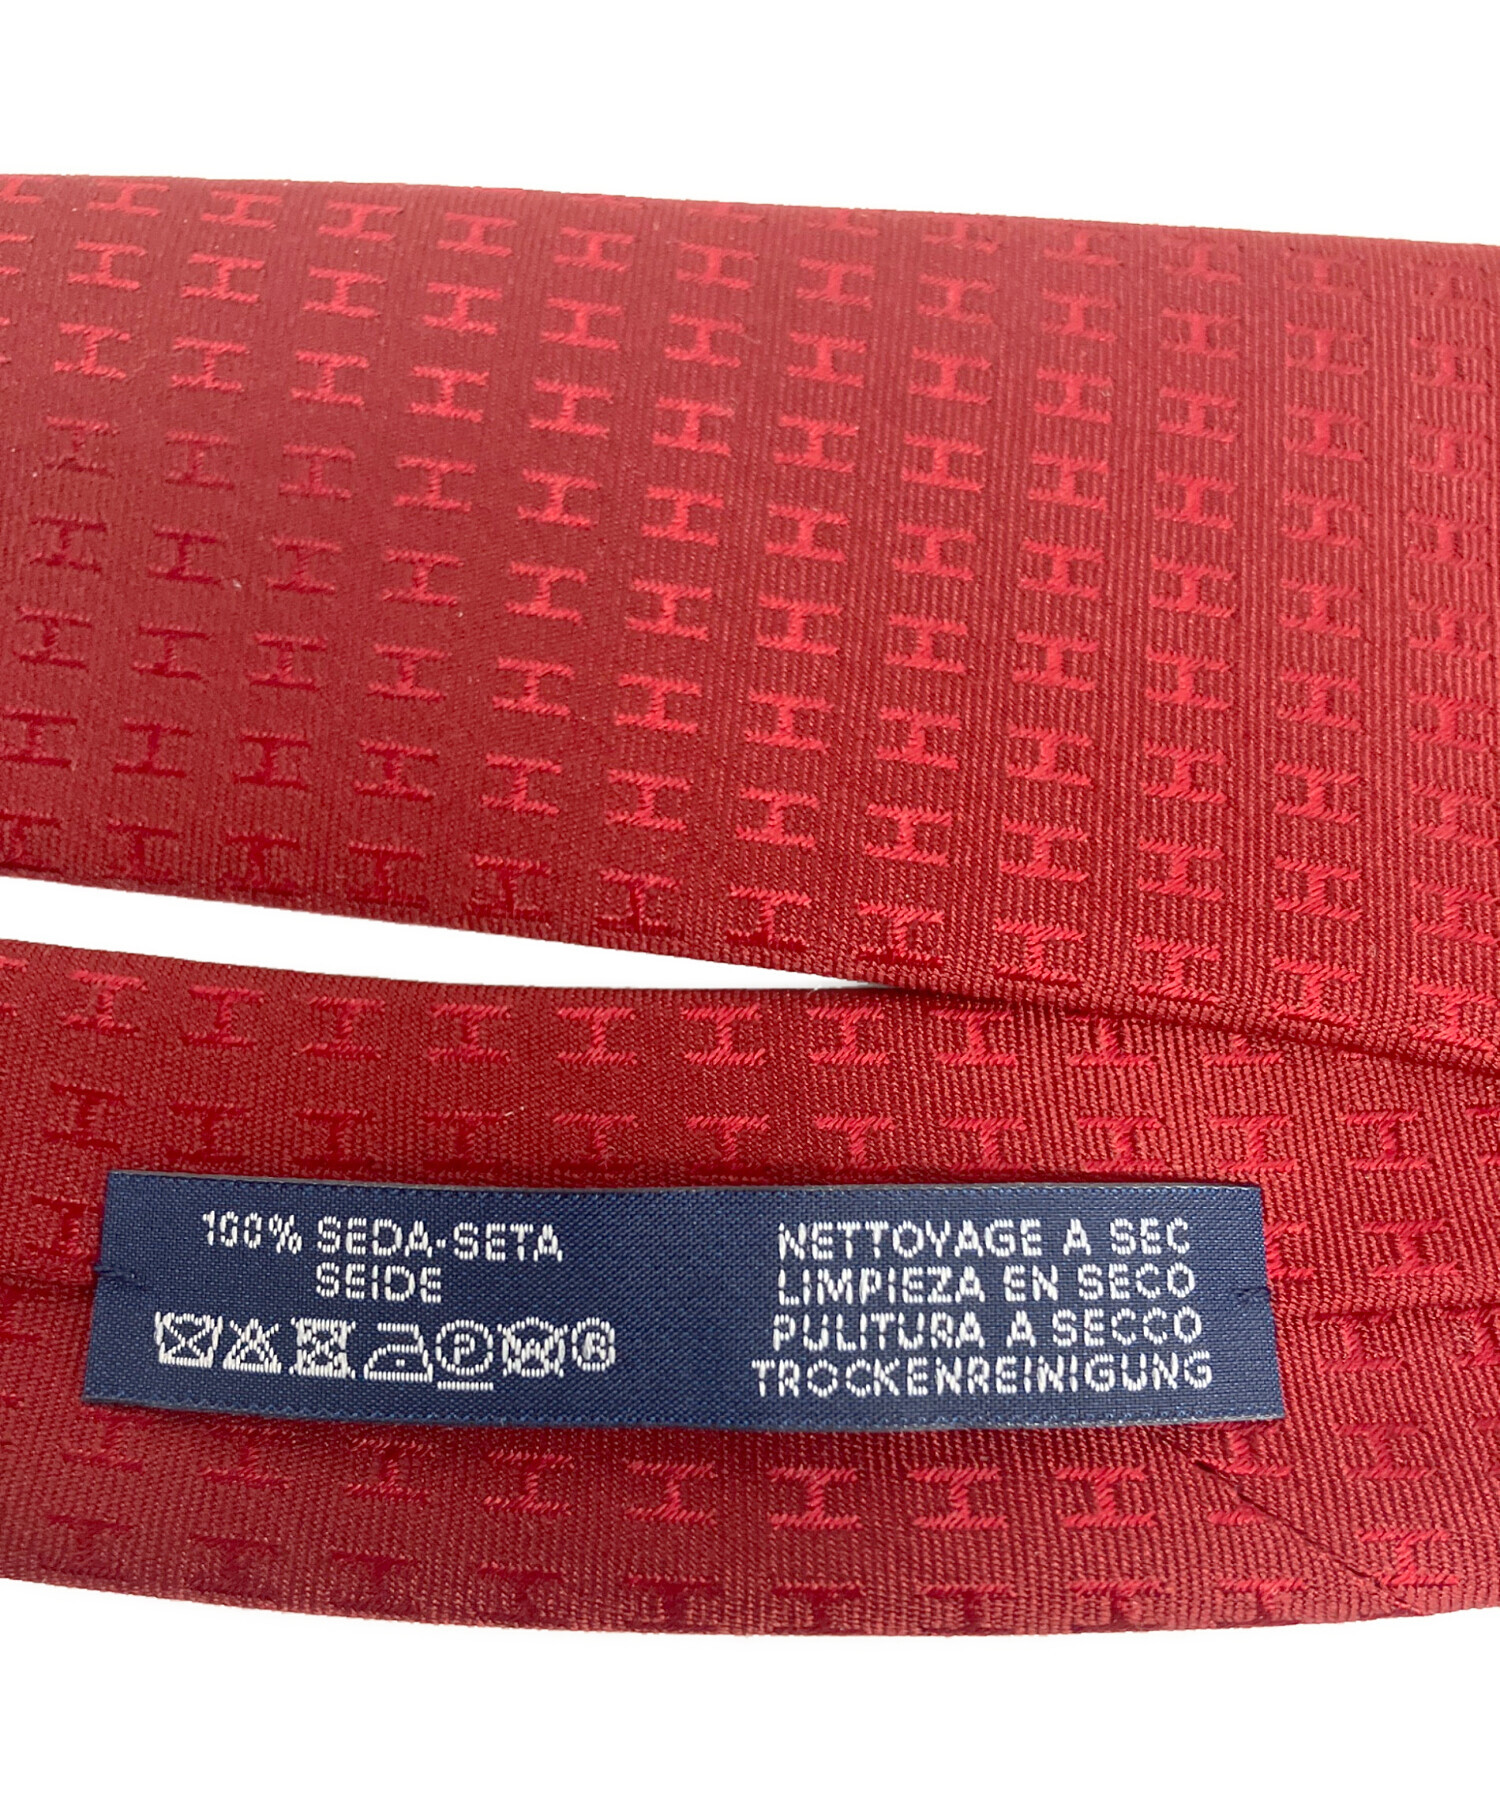 100% SEDA-SETA
SEIDE
P
R
NETTOYAGE A SEC
LIMPIEZA EN SECO
PULITURA A SECCO
TROCKENREINIGUNG